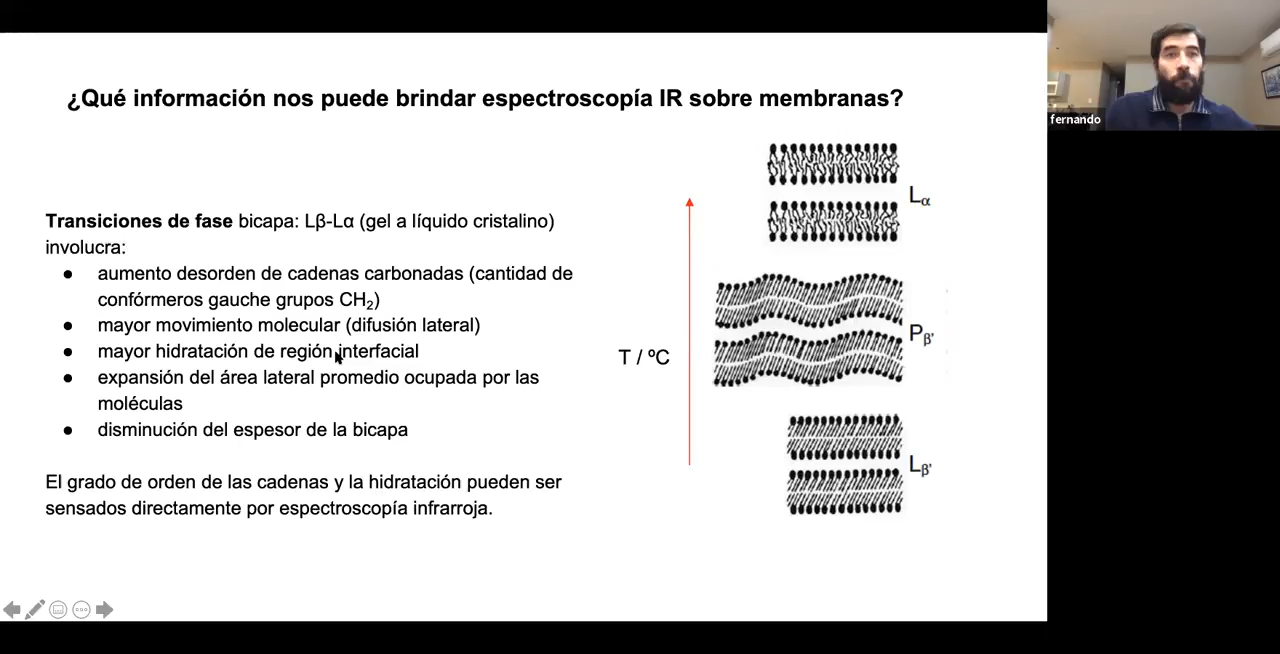 ¿Qué información nos puede brindar espectroscopía IR sobre membranas?
fernando
Transiciones de fase bicapa: Lβ-Lα (gel a líquido cristalino)
involucra:
● aumento desorden de cadenas carbonadas (cantidad de
confórmeros gauche grupos CH₂)
● mayor movimiento molecular (difusión lateral)
● mayor hidratación de región interfacial
● expansión del área lateral promedio ocupada por las
moléculas
● disminución del espesor de la bicapa
El grado de orden de las cadenas y la hidratación pueden ser
sensados directamente por espectroscopía infrarroja.
T / ºC
Lα
Pβ'
Lβ'